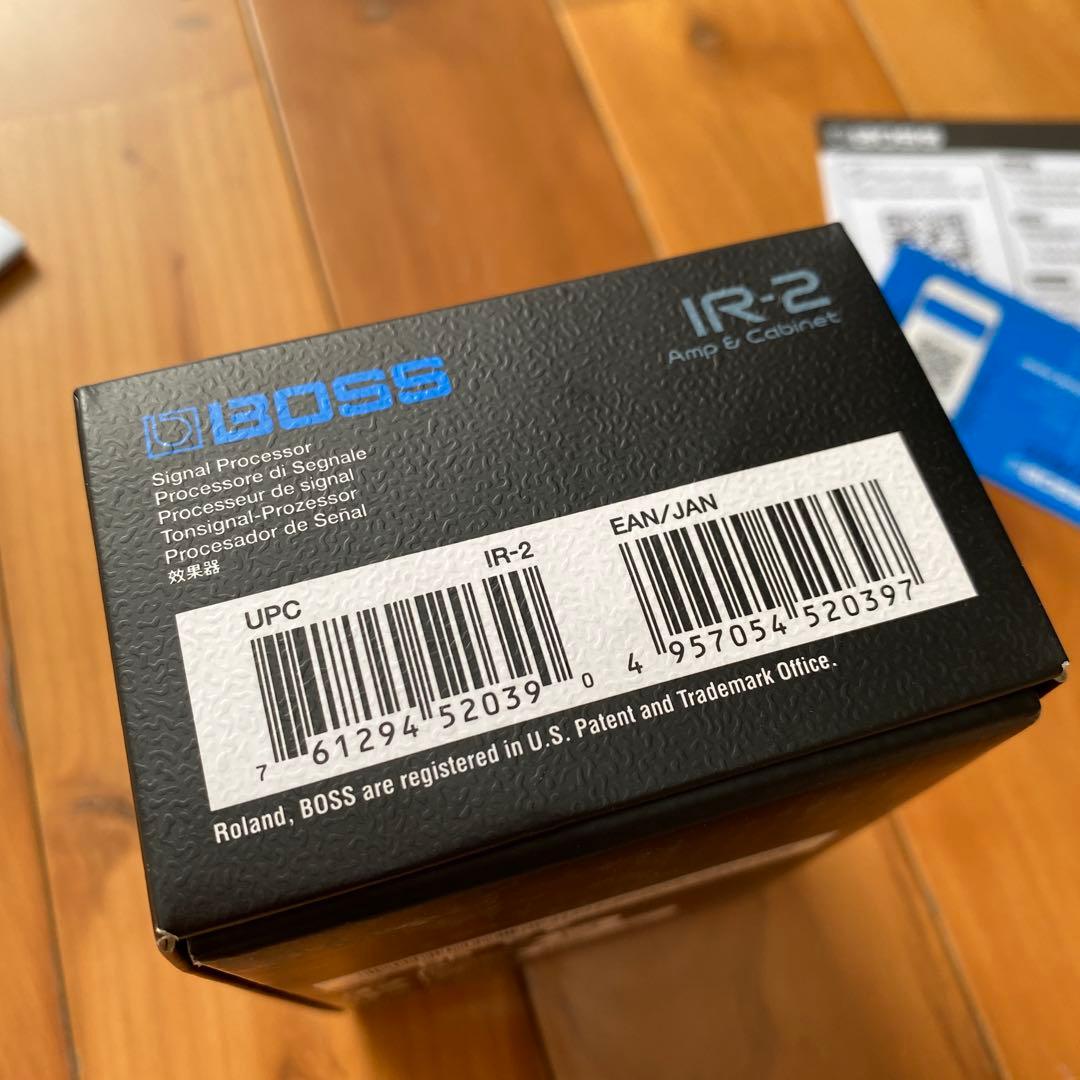 IR-2
Amp & Cabinet
BOSS
Signal Processor
Processore di Segnale
Processeur de signal
Tonsignal-Prozessor
Procesador de Señal
效果器
UPC IR-2
7 61294 52039 0
EAN/JAN
4 957054 520397
Roland, BOSS are registered in U.S. Patent and Trademark Office.
BOSS